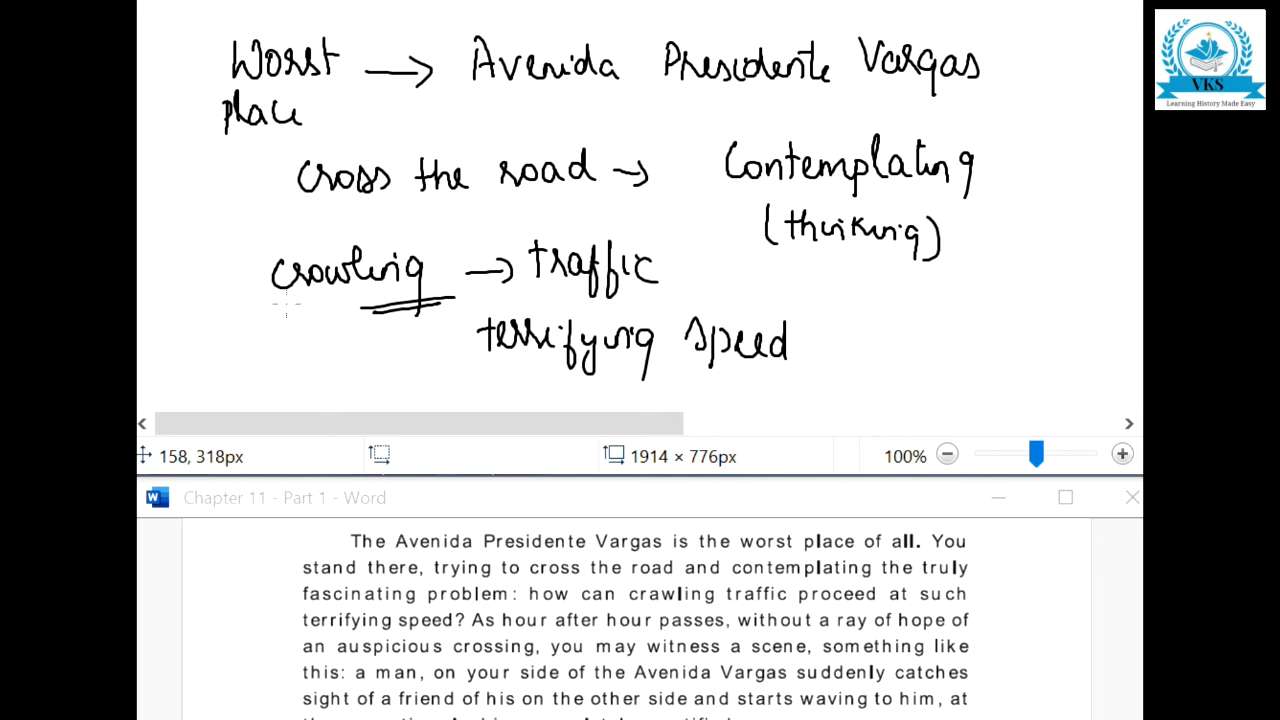 Worst → Avenida Presidente Vargas
place
cross the road → Contemplating
(thinking)
crowling → traffic
terrifying speed
VKS
Learning History Made Easy
158, 318px
1914 × 776px
100%
Chapter 11 - Part 1 - Word
The Avenida Presidente Vargas is the worst place of all. You
stand there, trying to cross the road and contemplating the truly
fascinating problem: how can crawling traffic proceed at such
terrifying speed? As hour after hour passes, without a ray of hope of
an auspicious crossing, you may witness a scene, something like
this: a man, on your side of the Avenida Vargas suddenly catches
sight of a friend of his on the other side and starts waving to him, at